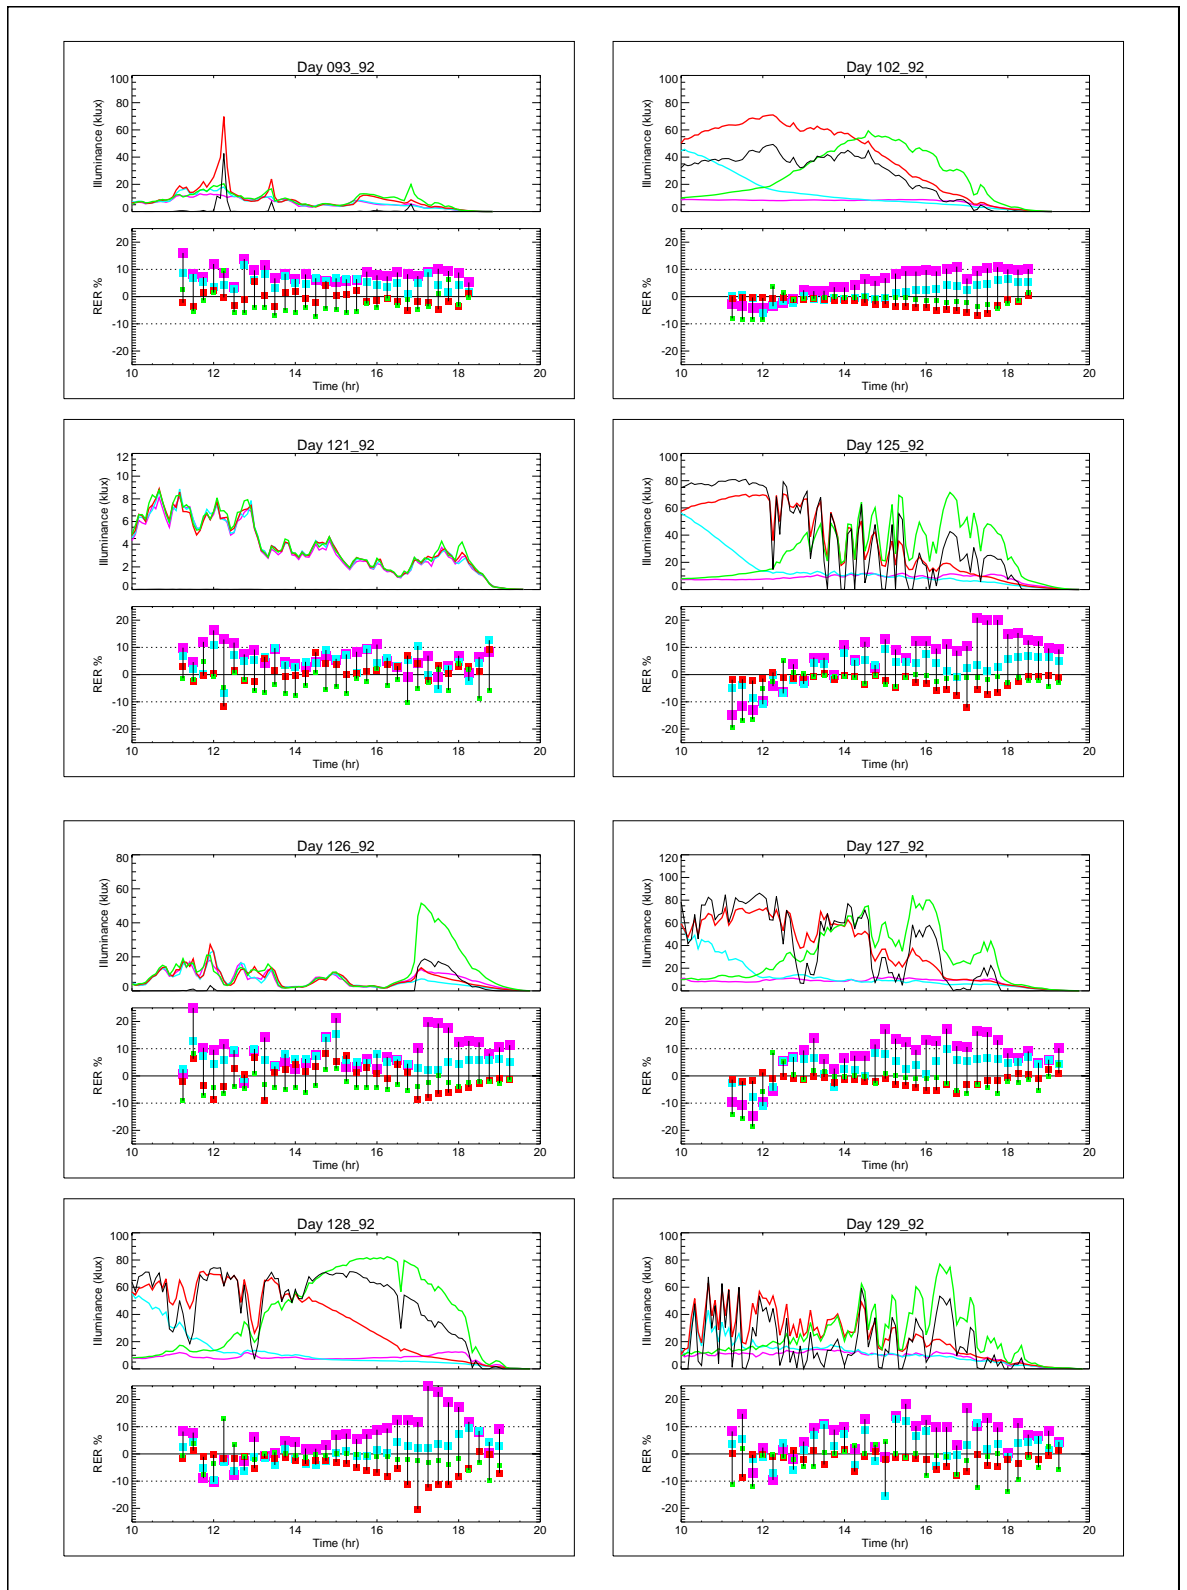 Day 093_92
100
80
60
40
20
0
Illuminance (klux)
20
10
0
-10
-20
RER %
10 12 14 16 18 20
Time (hr)
Day 102_92
100
80
60
40
20
0
Illuminance (klux)
20
10
0
-10
-20
RER %
10 12 14 16 18 20
Time (hr)
Day 121_92
12
10
8
6
4
2
0
Illuminance (klux)
20
10
0
-10
-20
RER %
10 12 14 16 18 20
Time (hr)
Day 125_92
100
80
60
40
20
0
Illuminance (klux)
20
10
0
-10
-20
RER %
10 12 14 16 18 20
Time (hr)
Day 126_92
80
60
40
20
0
Illuminance (klux)
20
10
0
-10
-20
RER %
10 12 14 16 18 20
Time (hr)
Day 127_92
120
100
80
60
40
20
0
Illuminance (klux)
20
10
0
-10
-20
RER %
10 12 14 16 18 20
Time (hr)
Day 128_92
100
80
60
40
20
0
Illuminance (klux)
20
10
0
-10
-20
RER %
10 12 14 16 18 20
Time (hr)
Day 129_92
100
80
60
40
20
0
Illuminance (klux)
20
10
0
-10
-20
RER %
10 12 14 16 18 20
Time (hr)